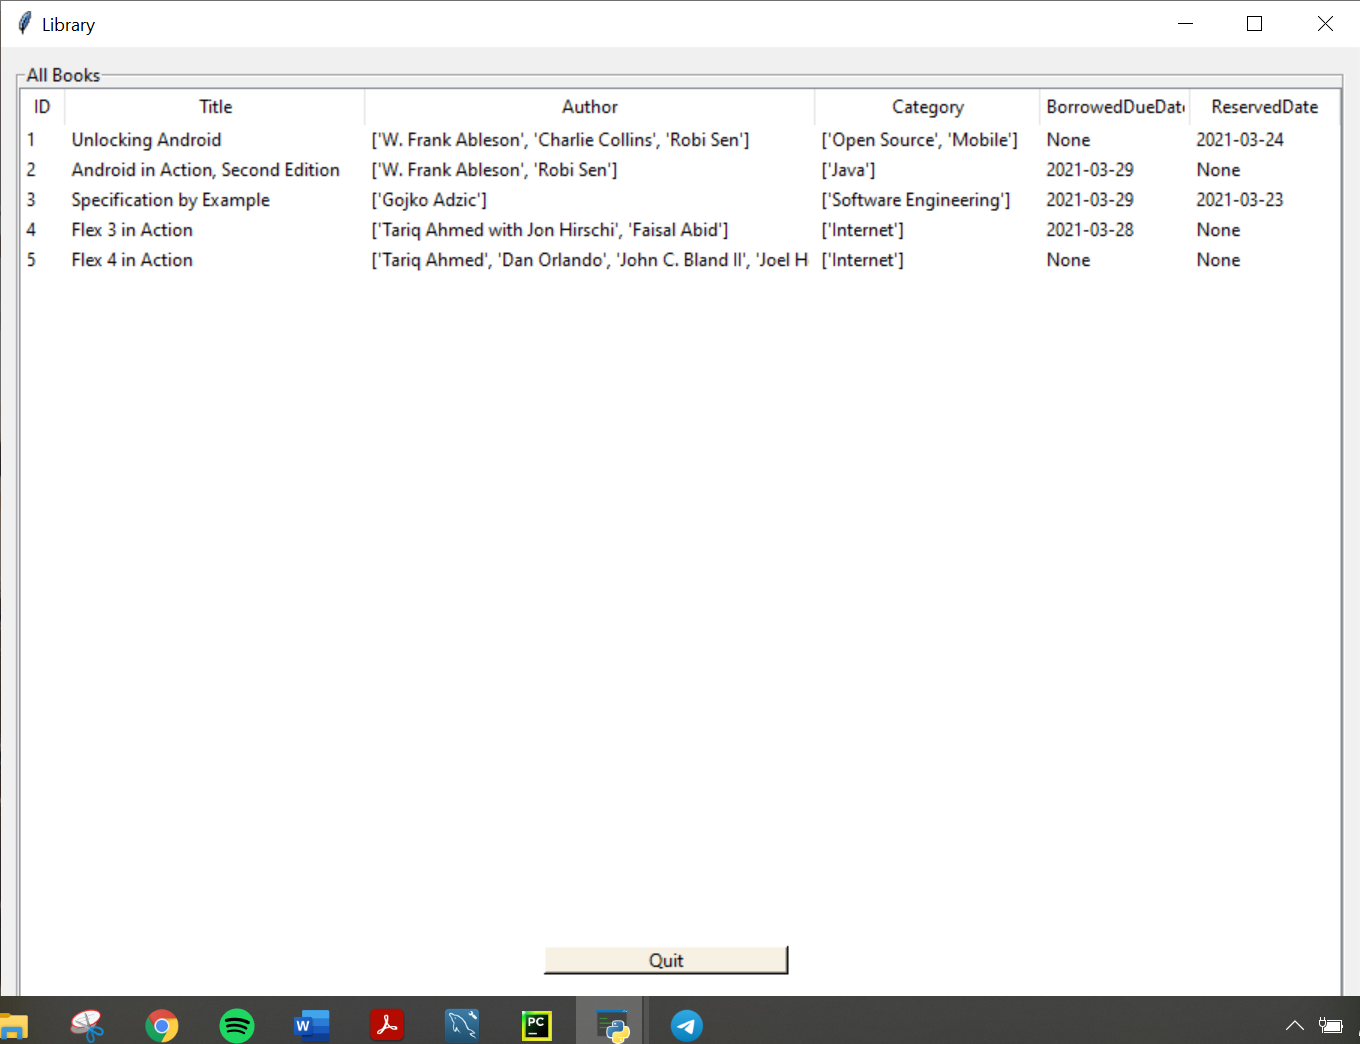 Library
All Books
ID Title Author Category BorrowedDueDate ReservedDate
1 Unlocking Android ['W. Frank Ableson', 'Charlie Collins', 'Robi Sen'] ['Open Source', 'Mobile'] None 2021-03-24
2 Android in Action, Second Edition ['W. Frank Ableson', 'Robi Sen'] ['Java'] 2021-03-29 None
3 Specification by Example ['Gojko Adzic'] ['Software Engineering'] 2021-03-29 2021-03-23
4 Flex 3 in Action ['Tariq Ahmed with Jon Hirschi', 'Faisal Abid'] ['Internet'] 2021-03-28 None
5 Flex 4 in Action ['Tariq Ahmed', 'Dan Orlando', 'John C. Bland II', 'Joel H ['Internet'] None None
Quit
W PC